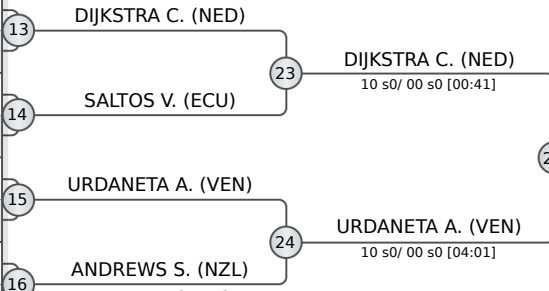 DIJKSTRA C. (NED)
13
23
DIJKSTRA C. (NED)
10 s0/ 00 s0 [00:41]
SALTOS V. (ECU)
14
URDANETA A. (VEN)
15
24
URDANETA A. (VEN)
10 s0/ 00 s0 [04:01]
ANDREWS S. (NZL)
16